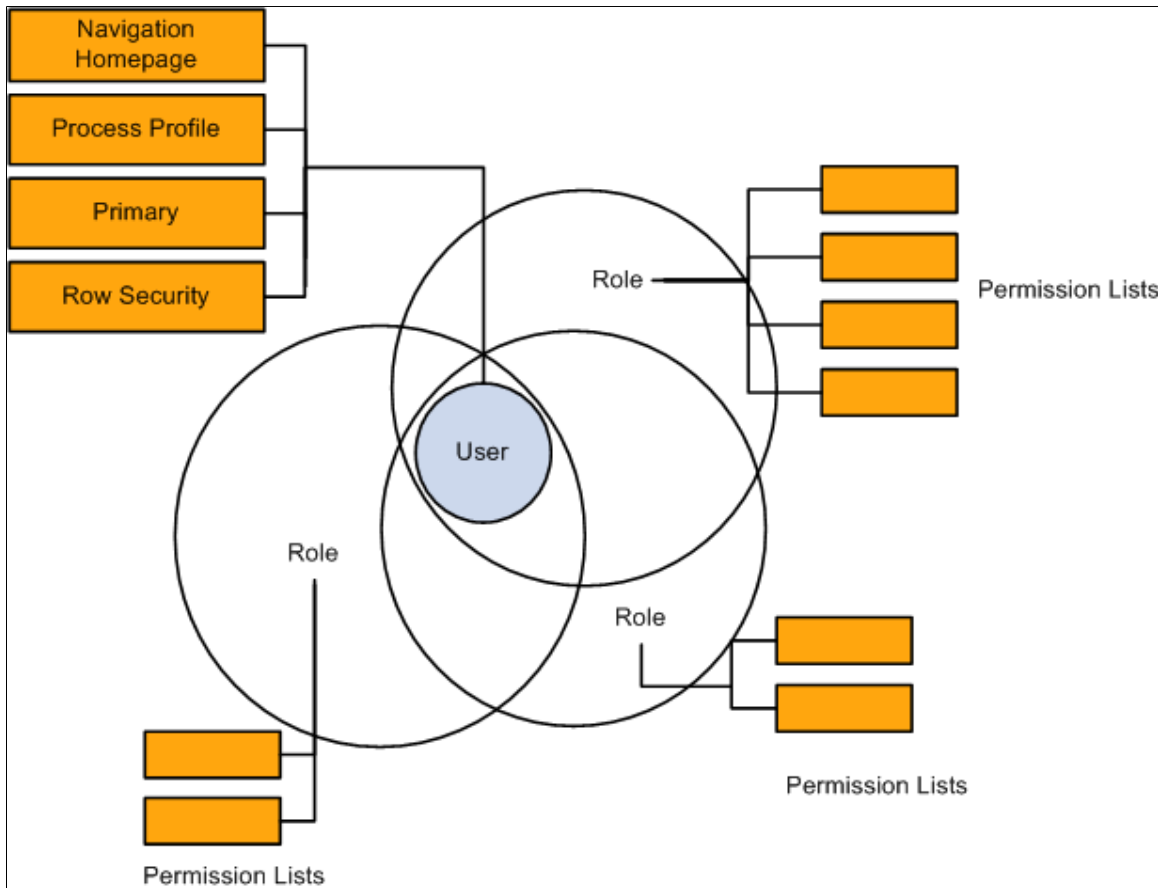 Navigation
Homepage
Process Profile
Primary
Row Security
Role
Permission Lists
User
Role
Role
Permission Lists
Permission Lists